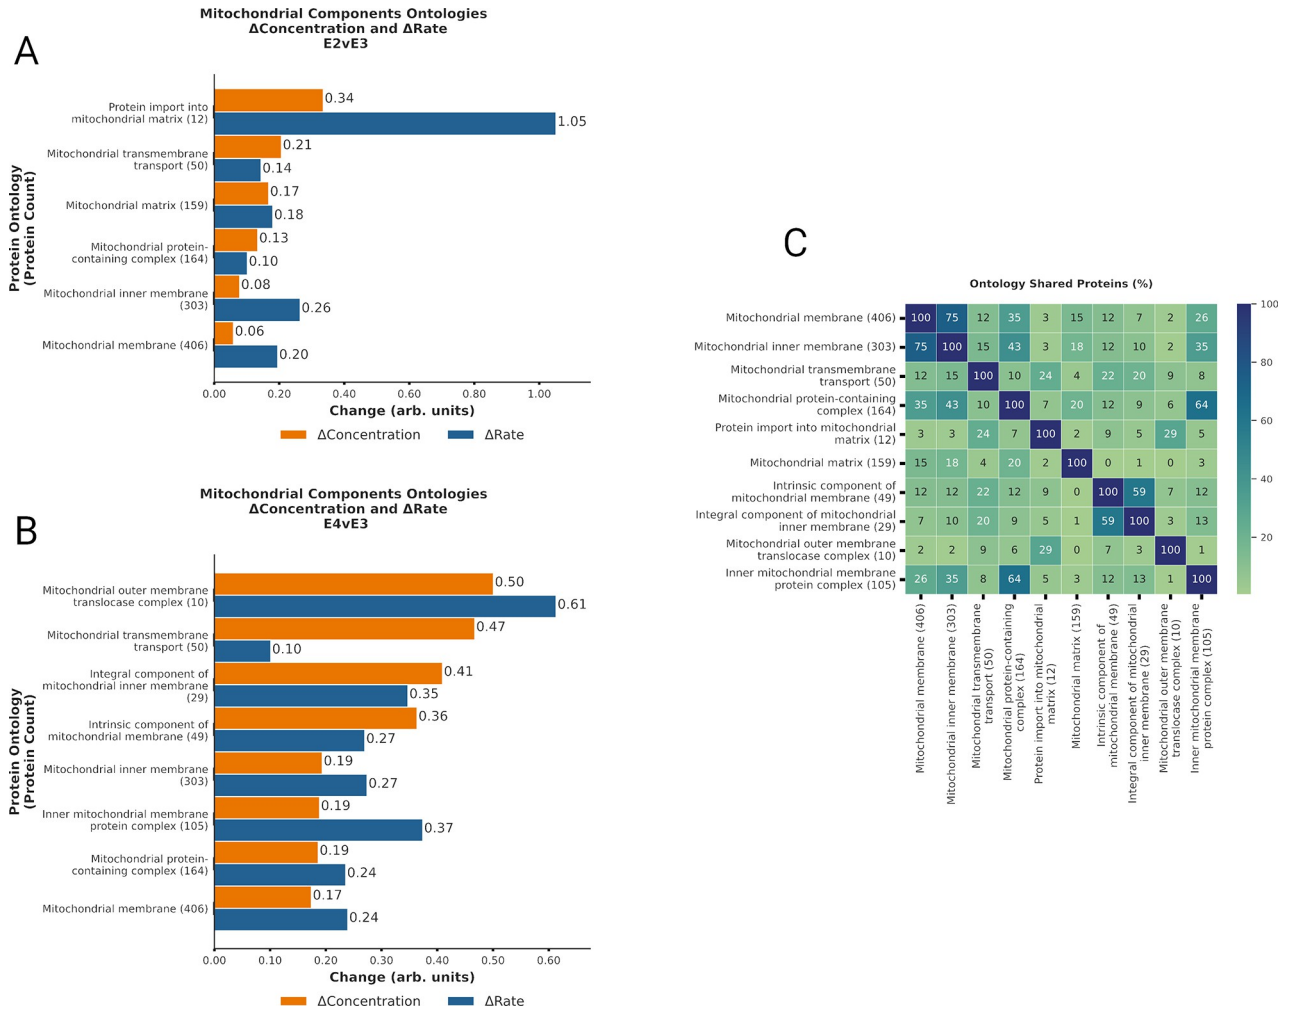 A
Mitochondrial Components Ontologies
ΔConcentration and ΔRate
E2vE3
Protein Ontology
(Protein Count)
Protein import into
mitochondrial matrix (12)
0.34
1.05
Mitochondrial transmembrane
transport (50)
0.21
0.14
Mitochondrial matrix (159)
0.17
0.18
Mitochondrial protein-
containing complex (164)
0.13
0.10
Mitochondrial inner membrane
(303)
0.08
0.26
Mitochondrial membrane (406)
0.06
0.20
0.00 0.20 0.40 0.60 0.80 1.00
Change (arb. units)
ΔConcentration ΔRate
B
Mitochondrial Components Ontologies
ΔConcentration and ΔRate
E4vE3
Protein Ontology
(Protein Count)
Mitochondrial outer membrane
translocase complex (10)
0.50
0.61
Mitochondrial transmembrane
transport (50)
0.47
0.10
Integral component of
mitochondrial inner membrane
(29)
0.41
0.35
Intrinsic component of
mitochondrial membrane (49)
0.36
0.27
Mitochondrial inner membrane
(303)
0.19
0.27
Inner mitochondrial membrane
protein complex (105)
0.19
0.37
Mitochondrial protein-
containing complex (164)
0.19
0.24
Mitochondrial membrane (406)
0.17
0.24
0.00 0.10 0.20 0.30 0.40 0.50 0.60
Change (arb. units)
ΔConcentration ΔRate
C
Ontology Shared Proteins (%)
Mitochondrial membrane (406) 100 75 12 35 3 15 12 7 2 26
Mitochondrial inner membrane (303) 75 100 15 43 3 18 12 10 2 35
Mitochondrial transmembrane
transport (50) 12 15 100 10 24 4 22 20 9 8
Mitochondrial protein-containing
complex (164) 35 43 10 100 7 20 12 9 6 64
Protein import into mitochondrial
matrix (12) 3 3 24 7 100 2 9 5 29 5
Mitochondrial matrix (159) 15 18 4 20 2 100 0 1 0 3
Intrinsic component of
mitochondrial membrane (49) 12 12 22 12 9 0 100 59 7 12
Integral component of mitochondrial
inner membrane (29) 7 10 20 9 5 1 59 100 3 13
Mitochondrial outer membrane
translocase complex (10) 2 2 9 6 29 0 7 3 100 1
Inner mitochondrial membrane
protein complex (105) 26 35 8 64 5 3 12 13 1 100
100
80
60
40
20
Mitochondrial membrane (406)
Mitochondrial inner membrane (303)
Mitochondrial transmembrane
transport (50)
Mitochondrial protein-containing
complex (164)
Protein import into mitochondrial
matrix (12)
Mitochondrial matrix (159)
Intrinsic component of
mitochondrial membrane (49)
Integral component of mitochondrial
inner membrane (29)
Mitochondrial outer membrane
translocase complex (10)
Inner mitochondrial membrane
protein complex (105)